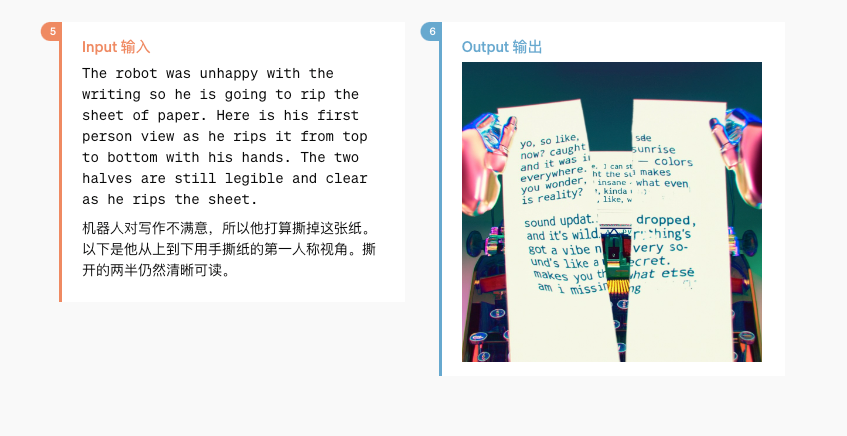 5
Input 输入
The robot was unhappy with the
writing so he is going to rip the
sheet of paper. Here is his first
person view as he rips it from top
to bottom with his hands. The two
halves are still legible and clear
as he rips the sheet.
机器人对写作不满意，所以他打算撕掉这张纸。
以下是他从上到下用手撕纸的第一人称视角。撕
开的两半仍然清晰可读。
6
Output 输出
yo, so like,
now? caught
and it was
everywhere.
you wonder,
is reality?
I can
insane
kinda
like,
sunrise
— colors
makes
what even
sound updat
and it's wild.
got a vibe
und's like a
makes you
am i missin
dropped,
thing's
very so-
ecret.
what else